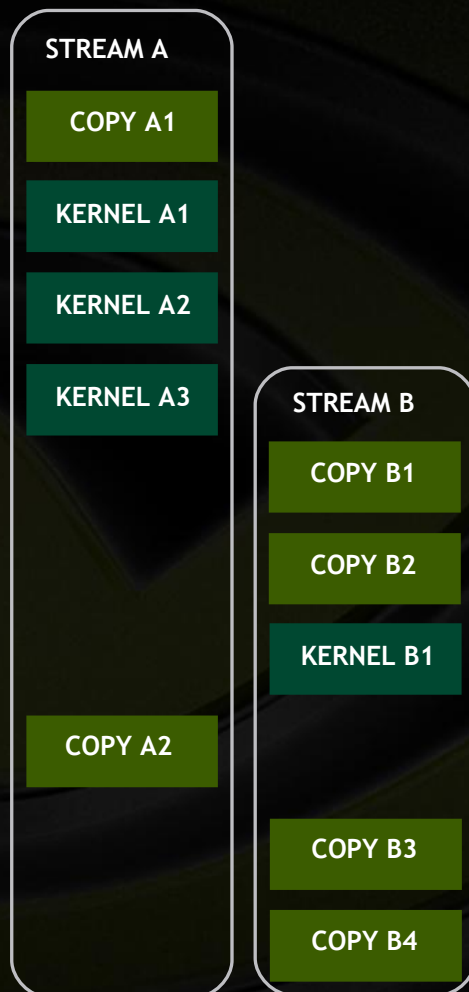 STREAM A
COPY A1
KERNEL A1
KERNEL A2
KERNEL A3
COPY A2
STREAM B
COPY B1
COPY B2
KERNEL B1
COPY B3
COPY B4